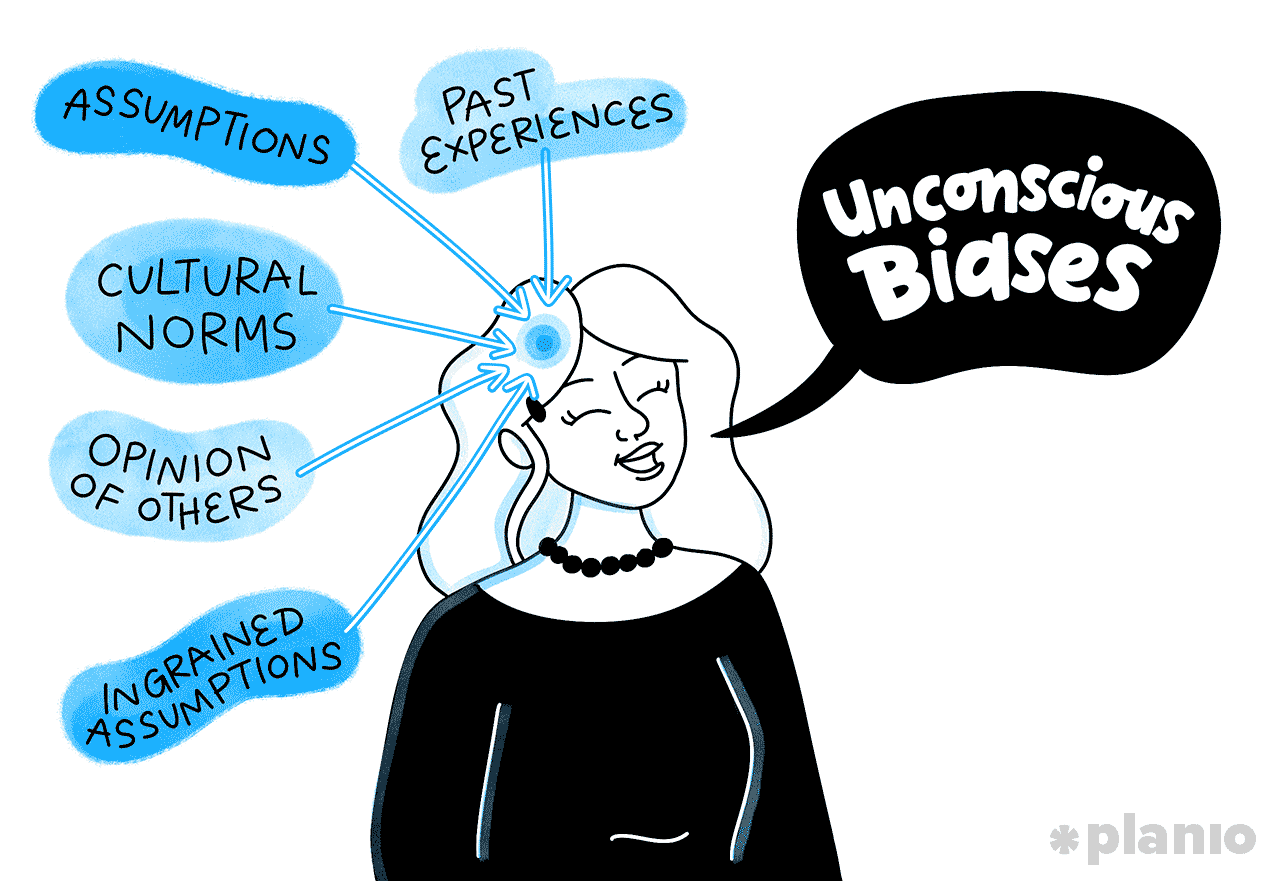 ASSUMPTIONS
PAST
EXPERIENCES
Unconscious
Biases
CULTURAL
NORMS
OPINION
OF OTHERS
INGRAINED
ASSUMPTIONS
*planio